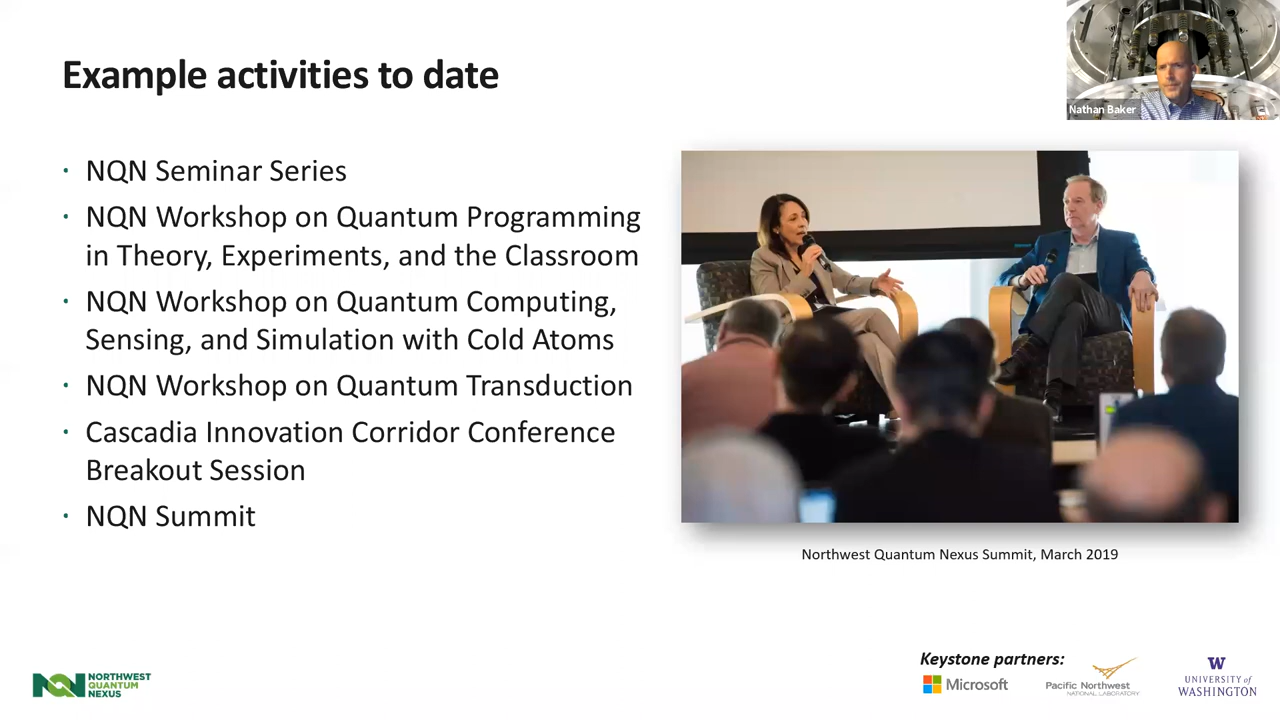 Example activities to date
Nathan Baker
· NQN Seminar Series
· NQN Workshop on Quantum Programming
in Theory, Experiments, and the Classroom
· NQN Workshop on Quantum Computing,
Sensing, and Simulation with Cold Atoms
· NQN Workshop on Quantum Transduction
· Cascadia Innovation Corridor Conference
Breakout Session
· NQN Summit
Northwest Quantum Nexus Summit, March 2019
NQN
NORTHWEST
QUANTUM
NEXUS
Keystone partners:
Microsoft
Pacific Northwest
NATIONAL LABORATORY
W
UNIVERSITY of
WASHINGTON